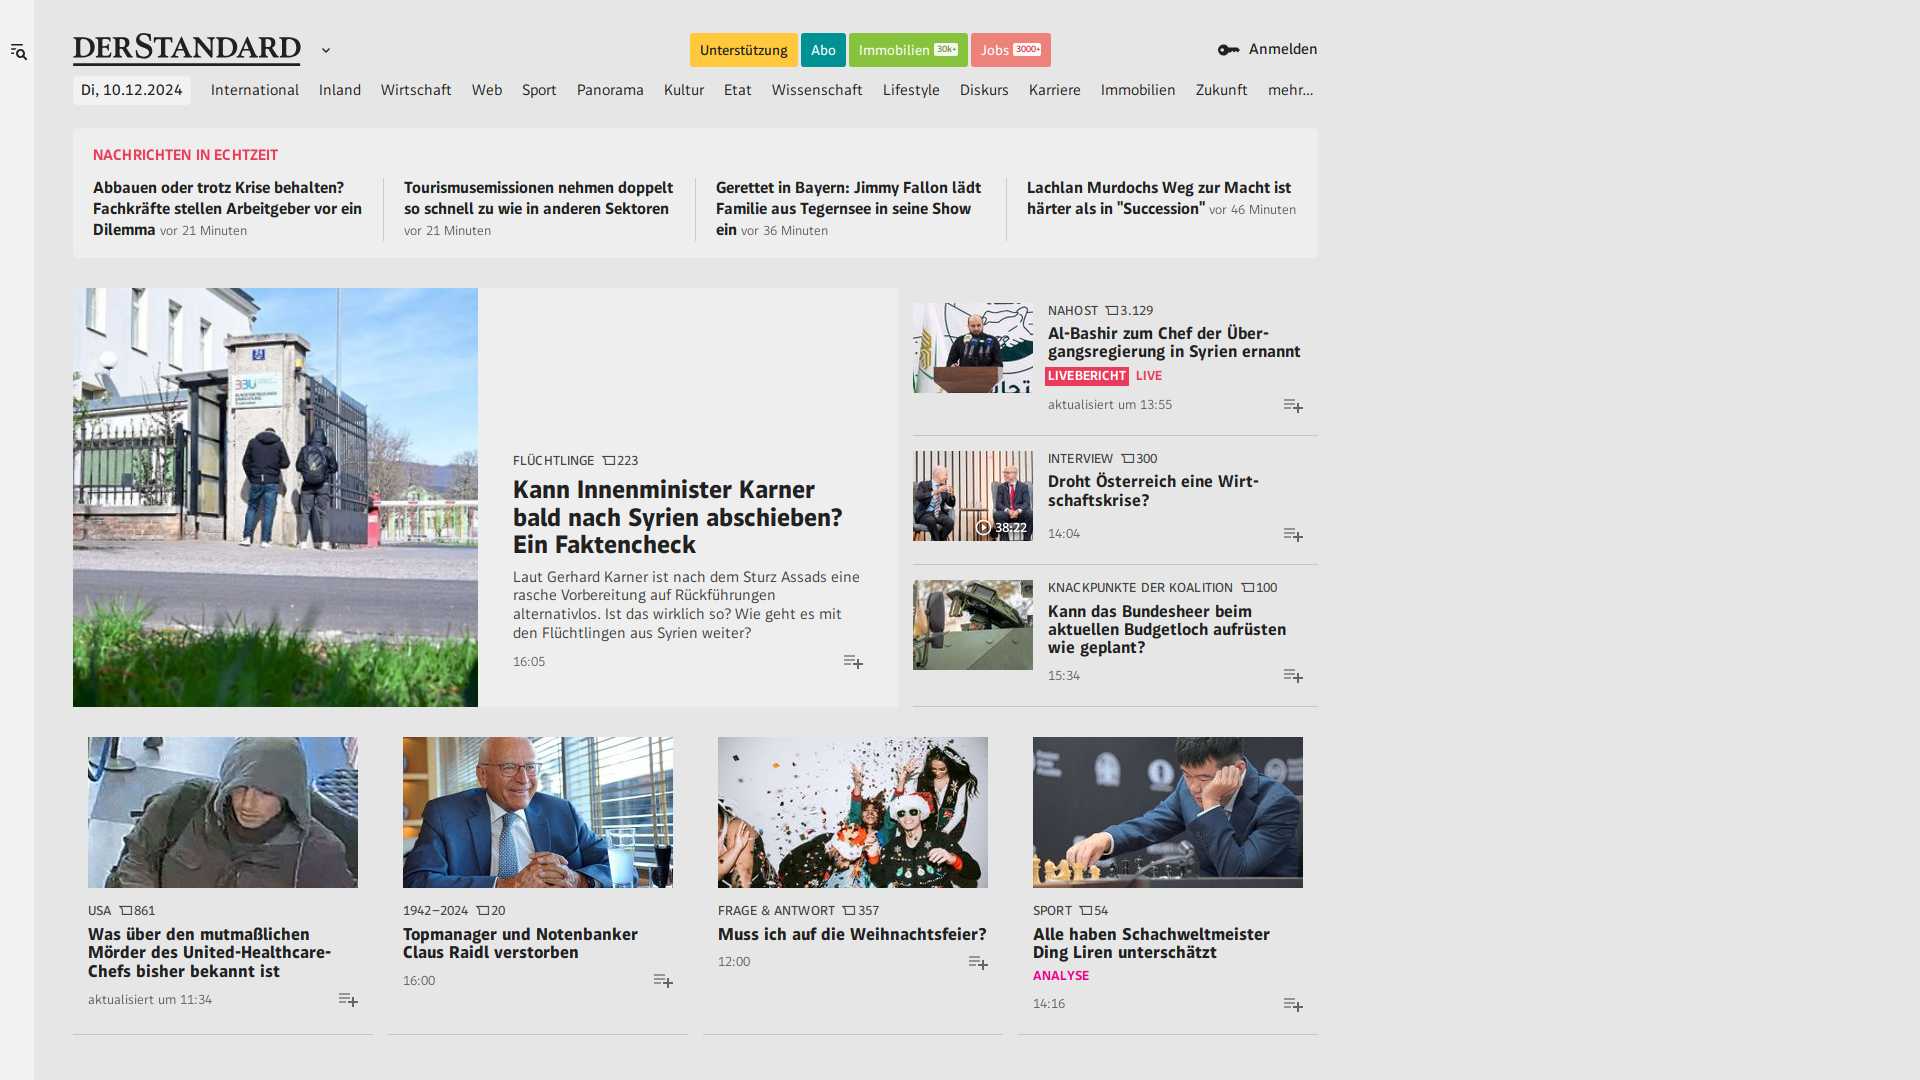 DERSTANDARD
Unterstützung
Abo
Immobilien 30k+
Jobs 3000+
Anmelden
Di, 10.12.2024
International
Inland
Wirtschaft
Web
Sport
Panorama
Kultur
Etat
Wissenschaft
Lifestyle
Diskurs
Karriere
Immobilien
Zukunft
mehr...
NACHRICHTEN IN ECHTZEIT
Abbauen oder trotz Krise behalten?
Fachkräfte stellen Arbeitgeber vor ein
Dilemma vor 21 Minuten
Tourismusemissionen nehmen doppelt
so schnell zu wie in anderen Sektoren
vor 21 Minuten
Gerettet in Bayern: Jimmy Fallon lädt
Familie aus Tegernsee in seine Show
ein vor 36 Minuten
Lachlan Murdochs Weg zur Macht ist
härter als in "Succession" vor 46 Minuten
BBU
FLÜCHTLINGE 223
Kann Innenminister Karner
bald nach Syrien abschieben?
Ein Faktencheck
Laut Gerhard Karner ist nach dem Sturz Assads eine
rasche Vorbereitung auf Rückführungen
alternativlos. Ist das wirklich so? Wie geht es mit
den Flüchtlingen aus Syrien weiter?
16:05
NAHOST 3.129
Al-Bashir zum Chef der Über-
gangsregierung in Syrien ernannt
LIVEBERICHT LIVE
aktualisiert um 13:55
38:22
INTERVIEW 300
Droht Österreich eine Wirt-
schaftskrise?
14:04
KNACKPUNKTE DER KOALITION 100
Kann das Bundesheer beim
aktuellen Budgetloch aufrüsten
wie geplant?
15:34
USA 861
Was über den mutmaßlichen
Mörder des United-Healthcare-
Chefs bisher bekannt ist
aktualisiert um 11:34
1942–2024 20
Topmanager und Notenbanker
Claus Raidl verstorben
16:00
FRAGE & ANTWORT 357
Muss ich auf die Weihnachtsfeier?
12:00
SPORT 54
Alle haben Schachweltmeister
Ding Liren unterschätzt
ANALYSE
14:16